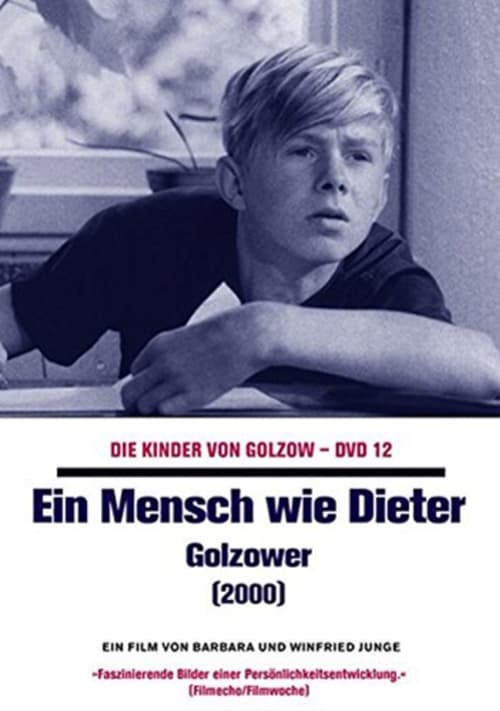 DIE KINDER VON GOLZOW – DVD 12
Ein Mensch wie Dieter
Golzower
(2000)
EIN FILM VON BARBARA UND WINFRIED JUNGE
»Faszinierende Bilder einer Persönlichkeitsentwicklung.«
(Filmecho/Filmwoche)